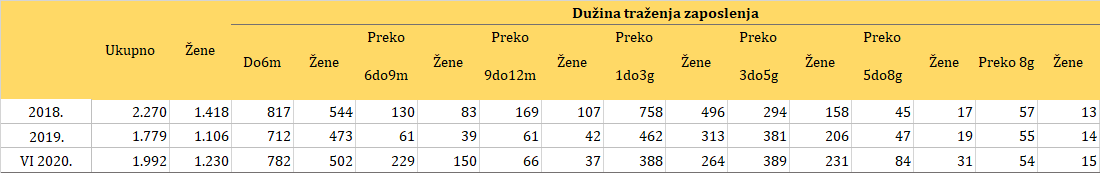 Dužina traženja zaposlenja
Ukupno Žene Do6m Žene Preko 6do9m Žene Preko 9do12m Žene Preko 1do3g Žene Preko 3do5g Žene Preko 5do8g Žene Preko 8g Žene
2018. 2.270 1.418 817 544 130 83 169 107 758 496 294 158 45 17 57 13
2019. 1.779 1.106 712 473 61 39 61 42 462 313 381 206 47 19 55 14
VI 2020. 1.992 1.230 782 502 229 150 66 37 388 264 389 231 84 31 54 15